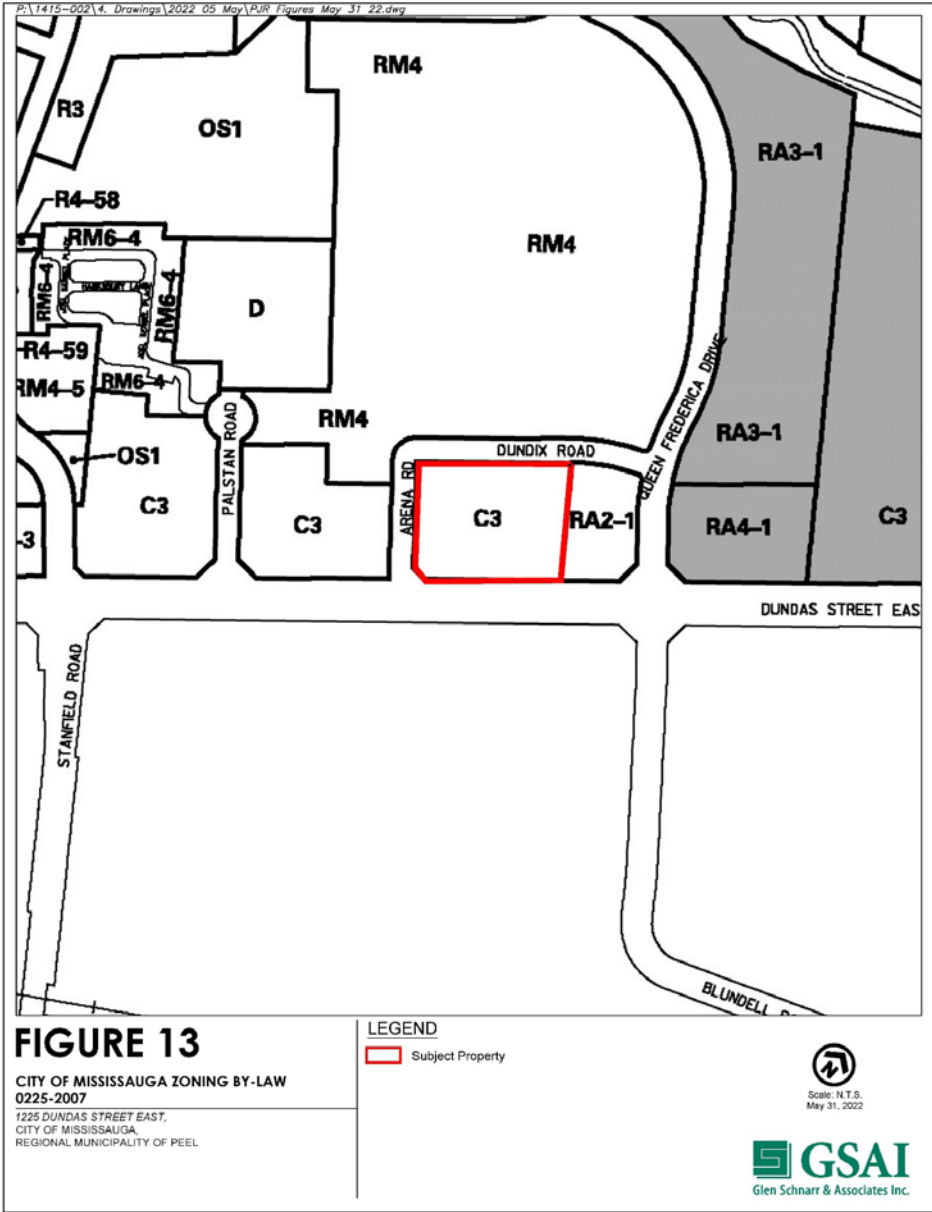 P:\1415-002\4. Drawings\2022 05 May\PJR Figures May 31 22.dwg
RM4
R3
OS1
RA3-1
R4-58
RM6-4
RM4
RM6-4
RM6-4
D
R4-59
RM4-5
RM6-4
RM4
QUEEN FREDERICA DRIVE
RA3-1
OS1
PALSTAN ROAD
DUNDIX ROAD
ARENA RD
C3
C3
C3
RA2-1
RA4-1
C3
-3
DUNDAS STREET EAS
STANFIELD ROAD
BLUNDELL
FIGURE 13
CITY OF MISSISSAUGA ZONING BY-LAW
0225-2007
1225 DUNDAS STREET EAST,
CITY OF MISSISSAUGA,
REGIONAL MUNICIPALITY OF PEEL
LEGEND
Subject Property
Scale: N.T.S.
May 31, 2022
GSAI
Glen Schnarr & Associates Inc.